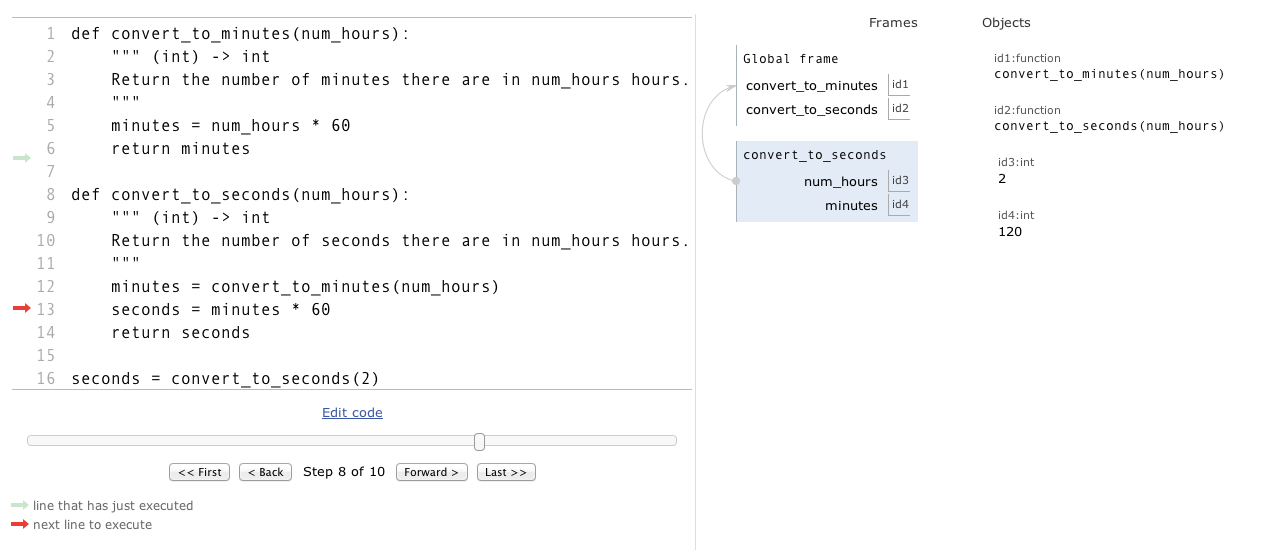 1 def convert_to_minutes(num_hours):
2     """ (int) -> int
3     Return the number of minutes there are in num_hours hours.
4     """
5     minutes = num_hours * 60
6     return minutes
7
8 def convert_to_seconds(num_hours):
9     """ (int) -> int
10     Return the number of seconds there are in num_hours hours.
11     """
12     minutes = convert_to_minutes(num_hours)
13     seconds = minutes * 60
14     return seconds
15
16 seconds = convert_to_seconds(2)
Edit code
<< First < Back Step 8 of 10 Forward > Last >>
line that has just executed
next line to execute
Frames
Global frame
convert_to_minutes id1
convert_to_seconds id2
convert_to_seconds
num_hours id3
minutes id4
Objects
id1:function
convert_to_minutes(num_hours)
id2:function
convert_to_seconds(num_hours)
id3:int
2
id4:int
120